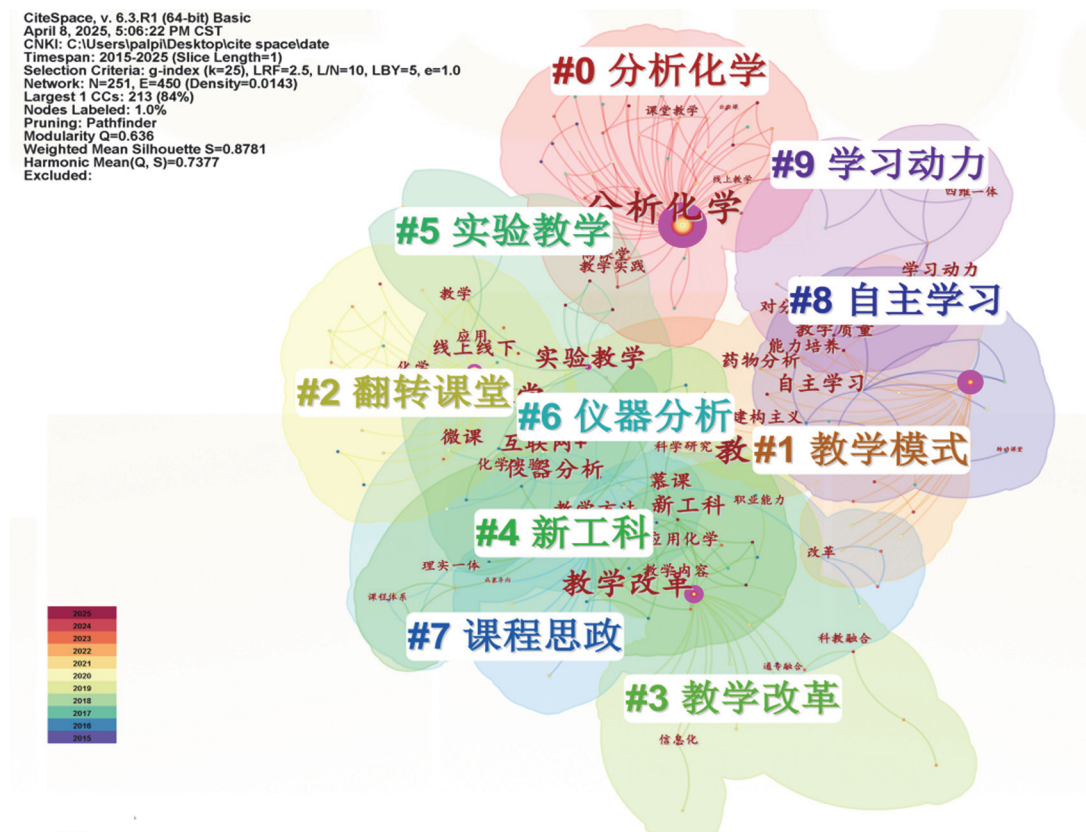 CiteSpace, v. 6.3.R1 (64-bit) Basic
April 8, 2025, 5:06:22 PM CST
CNKI: C:\Users\palpi\Desktop\cite space\date
Timespan: 2015-2025 (Slice Length=1)
Selection Criteria: g-index (k=25), LRF=2.5, L/N=10, LBY=5, e=1.0
Network: N=251, E=450 (Density=0.0143)
Largest 1 CCs: 213 (84%)
Nodes Labeled: 1.0%
Pruning: Pathfinder
Modularity Q=0.636
Weighted Mean Silhouette S=0.8781
Harmonic Mean(Q, S)=0.7377
Excluded:
#0 分析化学
课堂教学
#9 学习动力
线上教学
四维一体
分析化学
#5 实验教学
教学实践
学习动力
教学
#8 自主学习
教学质量
应用
线上线下
能力培养
实验教学
药物分析
自主学习
#2 翻转课堂
#6 仪器分析
建构主义
微课
互联网+
科学研究
教
#1 教学模式
仪器分析
慕课
新工科
职业能力
#4 新工科
应用化学
改革
理实一体
教学内容
教学改革
课程体系
#7 课程思政
科教融合
通专融合
#3 教学改革
信息化
2025
2024
2023
2022
2021
2020
2019
2018
2017
2016
2015